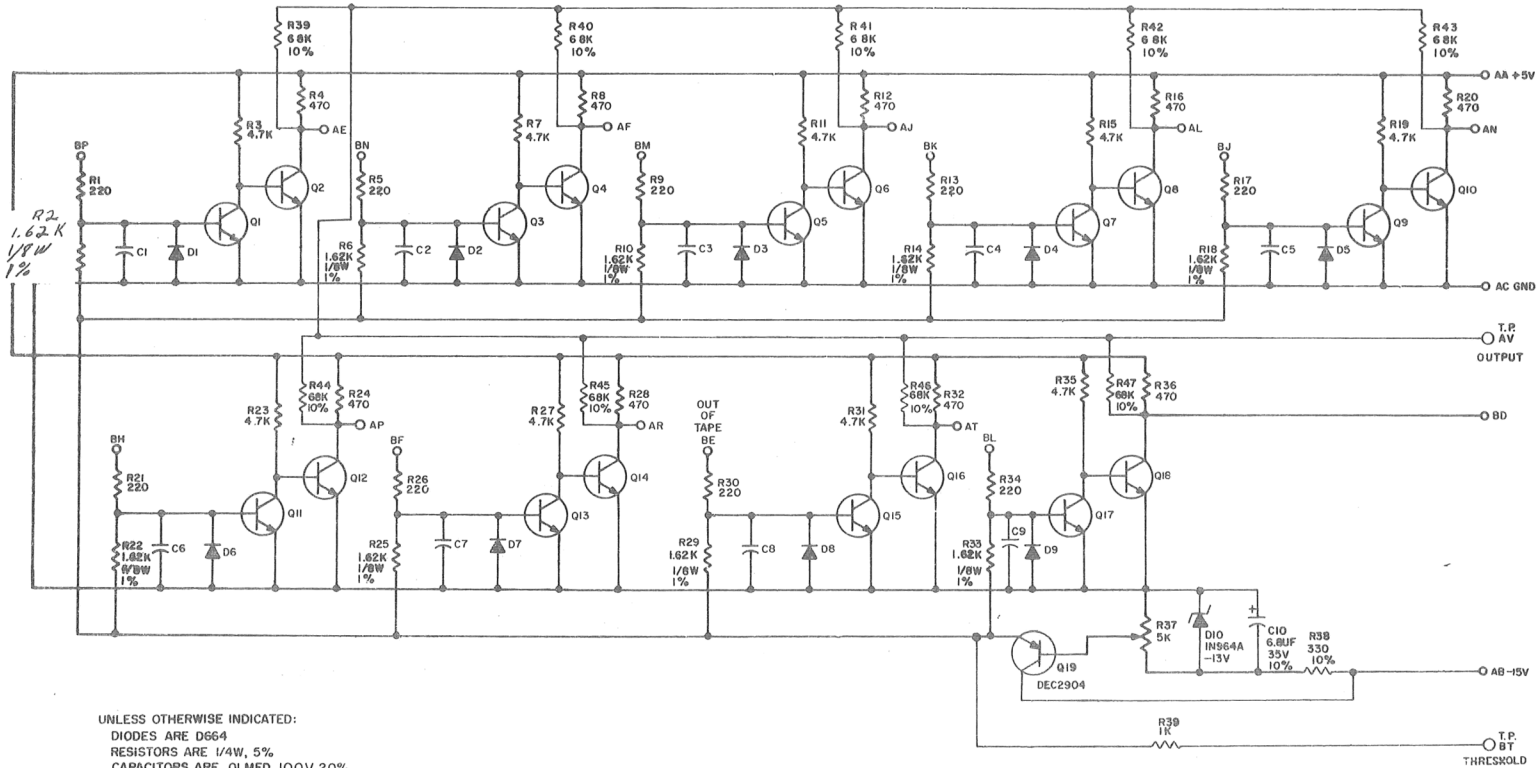 R39
68K
10%
R40
68K
10%
R41
68K
10%
R42
68K
10%
R43
68K
10%
AA +5V
R4
470
R8
470
R12
470
R16
470
R20
470
R3
4.7K
AE
R7
4.7K
AF
R11
4.7K
AJ
R15
4.7K
AL
R19
4.7K
AN
BP
R1
220
Q2
BN
R5
220
Q4
BM
R9
220
Q6
BK
R13
220
Q8
BJ
R17
220
Q10
R2
1.62K
1/8W
1%
C1
D1
Q1
R6
1.62K
1/8W
1%
C2
D2
Q3
R10
1.62K
1/8W
1%
C3
D3
Q5
R14
1.62K
1/8W
1%
C4
D4
Q7
R18
1.62K
1/8W
1%
C5
D5
Q9
AC GND
T.P.
AV
OUTPUT
R23
4.7K
R44
68K
10%
R24
470
AP
R27
4.7K
R45
68K
10%
R28
470
AR
OUT
OF
TAPE
BE
R31
4.7K
R46
68K
10%
R32
470
AT
R35
4.7K
R47
68K
10%
R36
470
BD
BH
R21
220
Q12
BF
R26
220
Q14
R30
220
Q16
BL
R34
220
Q18
R22
1.62K
1/8W
1%
C6
D6
Q11
R25
1.62K
1/8W
1%
C7
D7
Q13
R29
1.62K
1/8W
1%
C8
D8
Q15
R33
1.62K
1/8W
1%
C9
D9
Q17
R37
5K
D10
IN964A
-13V
C10
6.8UF
35V
10%
R38
330
10%
AB-15V
Q19
DEC2904
R39
1K
T.P.
BT
THRESHOLD
UNLESS OTHERWISE INDICATED:
DIODES ARE D664
RESISTORS ARE 1/4W, 5%
CAPACITORS ARE .01MFD, 100V, 20%